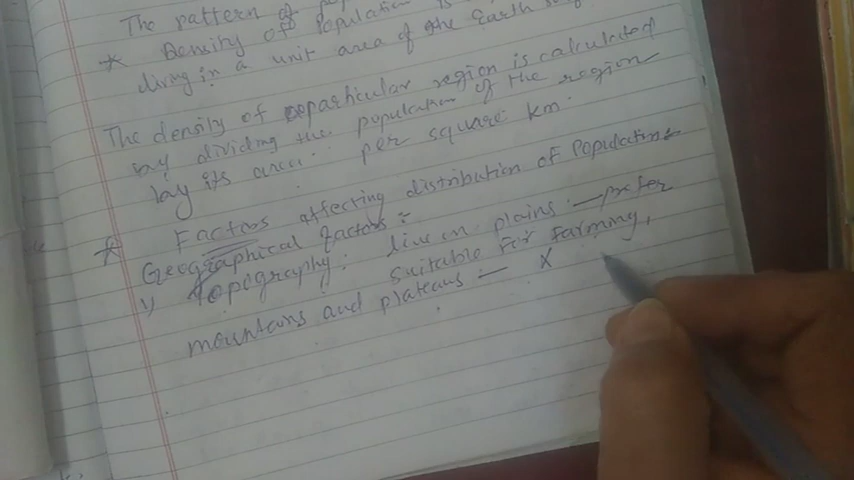 The pattern of
* Density of Population is
living in a unit area of the Earth
The density of particular region is calculated
by dividing the population of the region
by its area. per square km.
* Factors affecting distribution of Population:-
Geographical factors:-
1) Topography: live on plains - prefer
suitable for farming,
mountains and plateaus - X